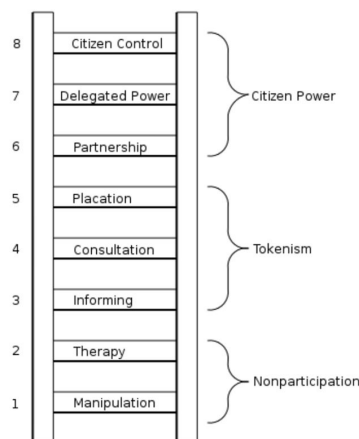 8 Citizen Control
7 Delegated Power
Citizen Power
6 Partnership
5 Placation
4 Consultation
Tokenism
3 Informing
2 Therapy
Nonparticipation
1 Manipulation